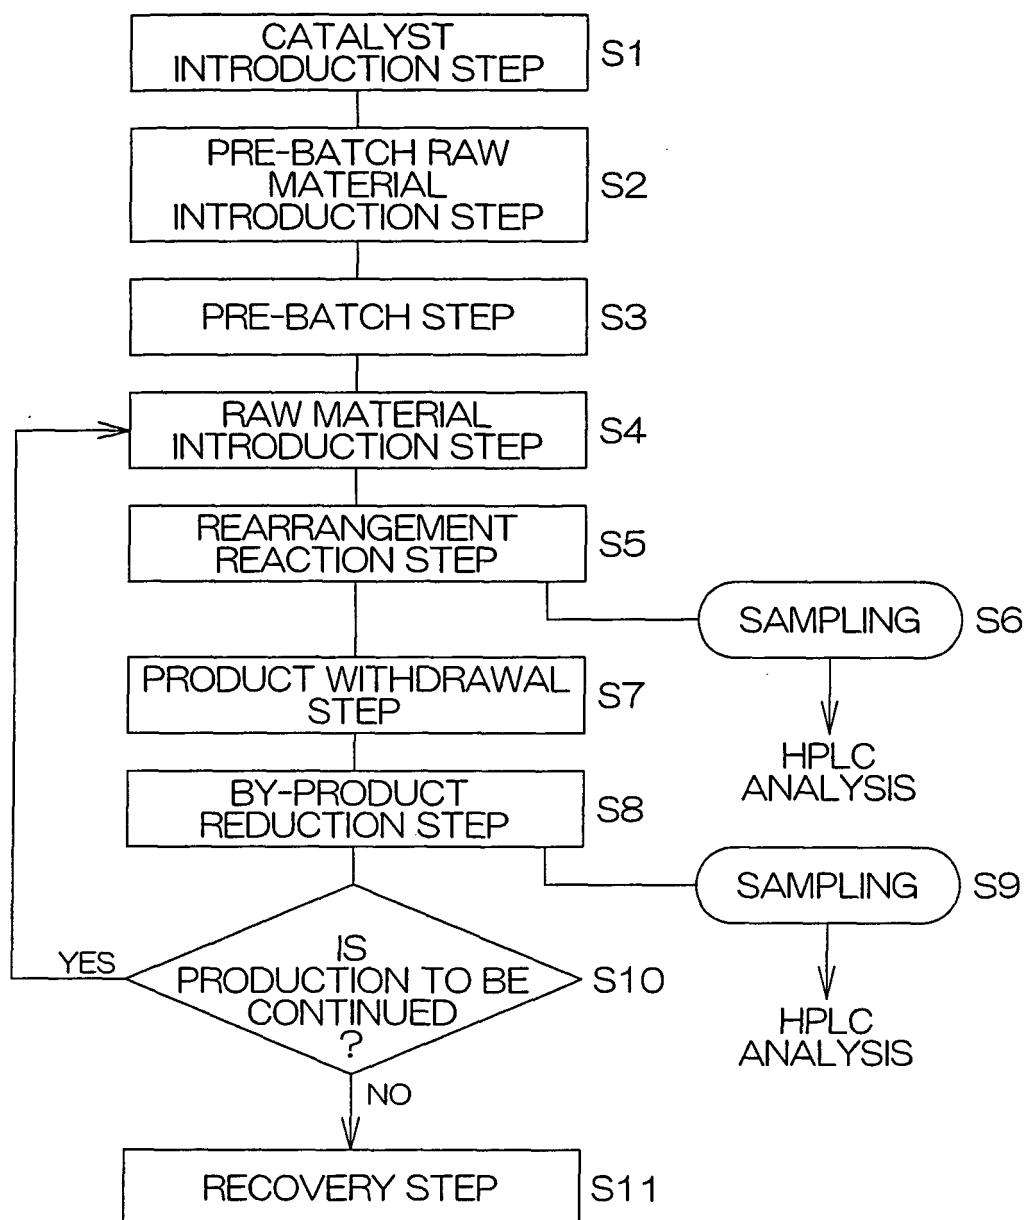 CATALYST
INTRODUCTION STEP
S1
PRE-BATCH RAW
MATERIAL
INTRODUCTION STEP
S2
PRE-BATCH STEP
S3
RAW MATERIAL
INTRODUCTION STEP
S4
REARRANGEMENT
REACTION STEP
S5
SAMPLING
S6
HPLC
ANALYSIS
PRODUCT WITHDRAWAL
STEP
S7
BY-PRODUCT
REDUCTION STEP
S8
SAMPLING
S9
HPLC
ANALYSIS
YES
IS
PRODUCTION TO BE
CONTINUED
?
S10
NO
RECOVERY STEP
S11